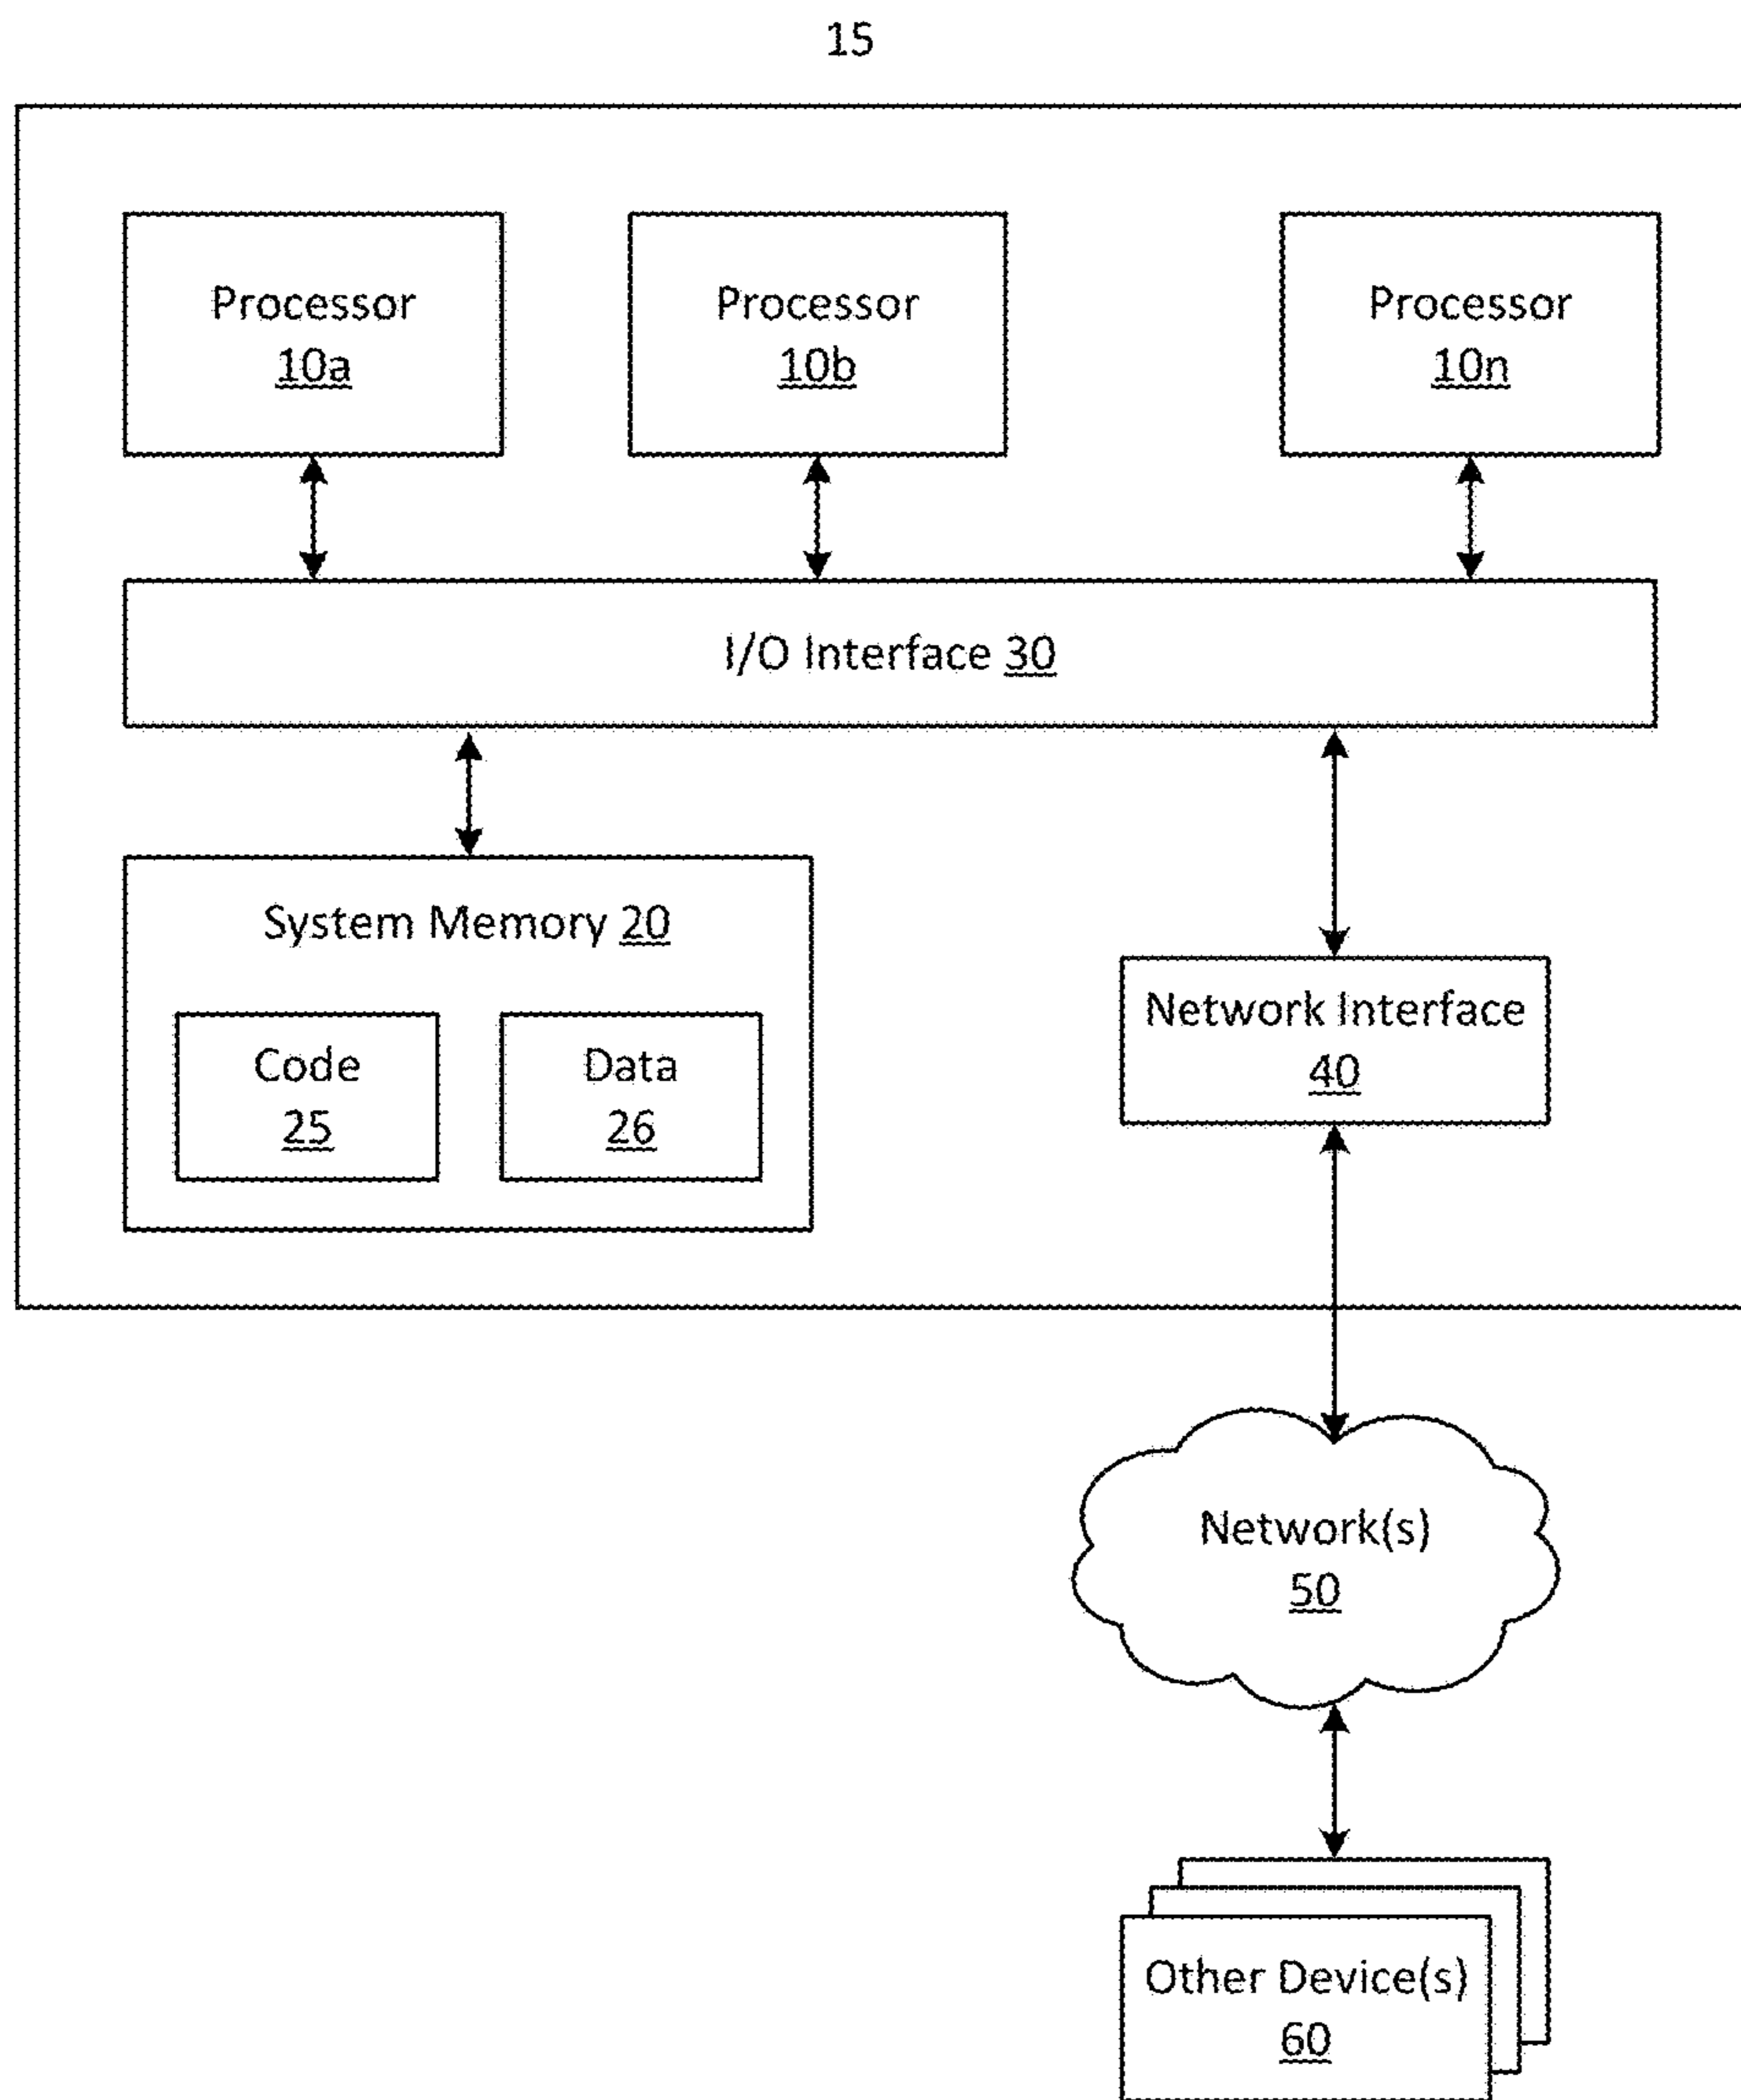 15
Processor
10a
Processor
10b
Processor
10n
I/O Interface 30
System Memory 20
Code
25
Data
26
Network Interface
40
Network(s)
50
Other Device(s)
60